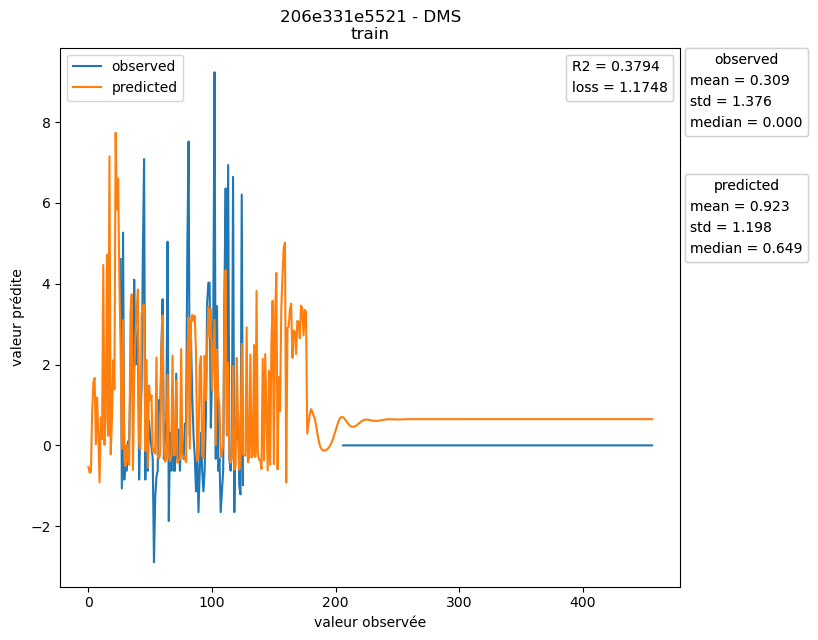 206e331e5521 - DMS
train
observed
predicted
R2 = 0.3794
loss = 1.1748
observed
mean = 0.309
std = 1.376
median = 0.000
predicted
mean = 0.923
std = 1.198
median = 0.649
valeur prédite
8
6
4
2
0
−2
0 100 200 300 400
valeur observée